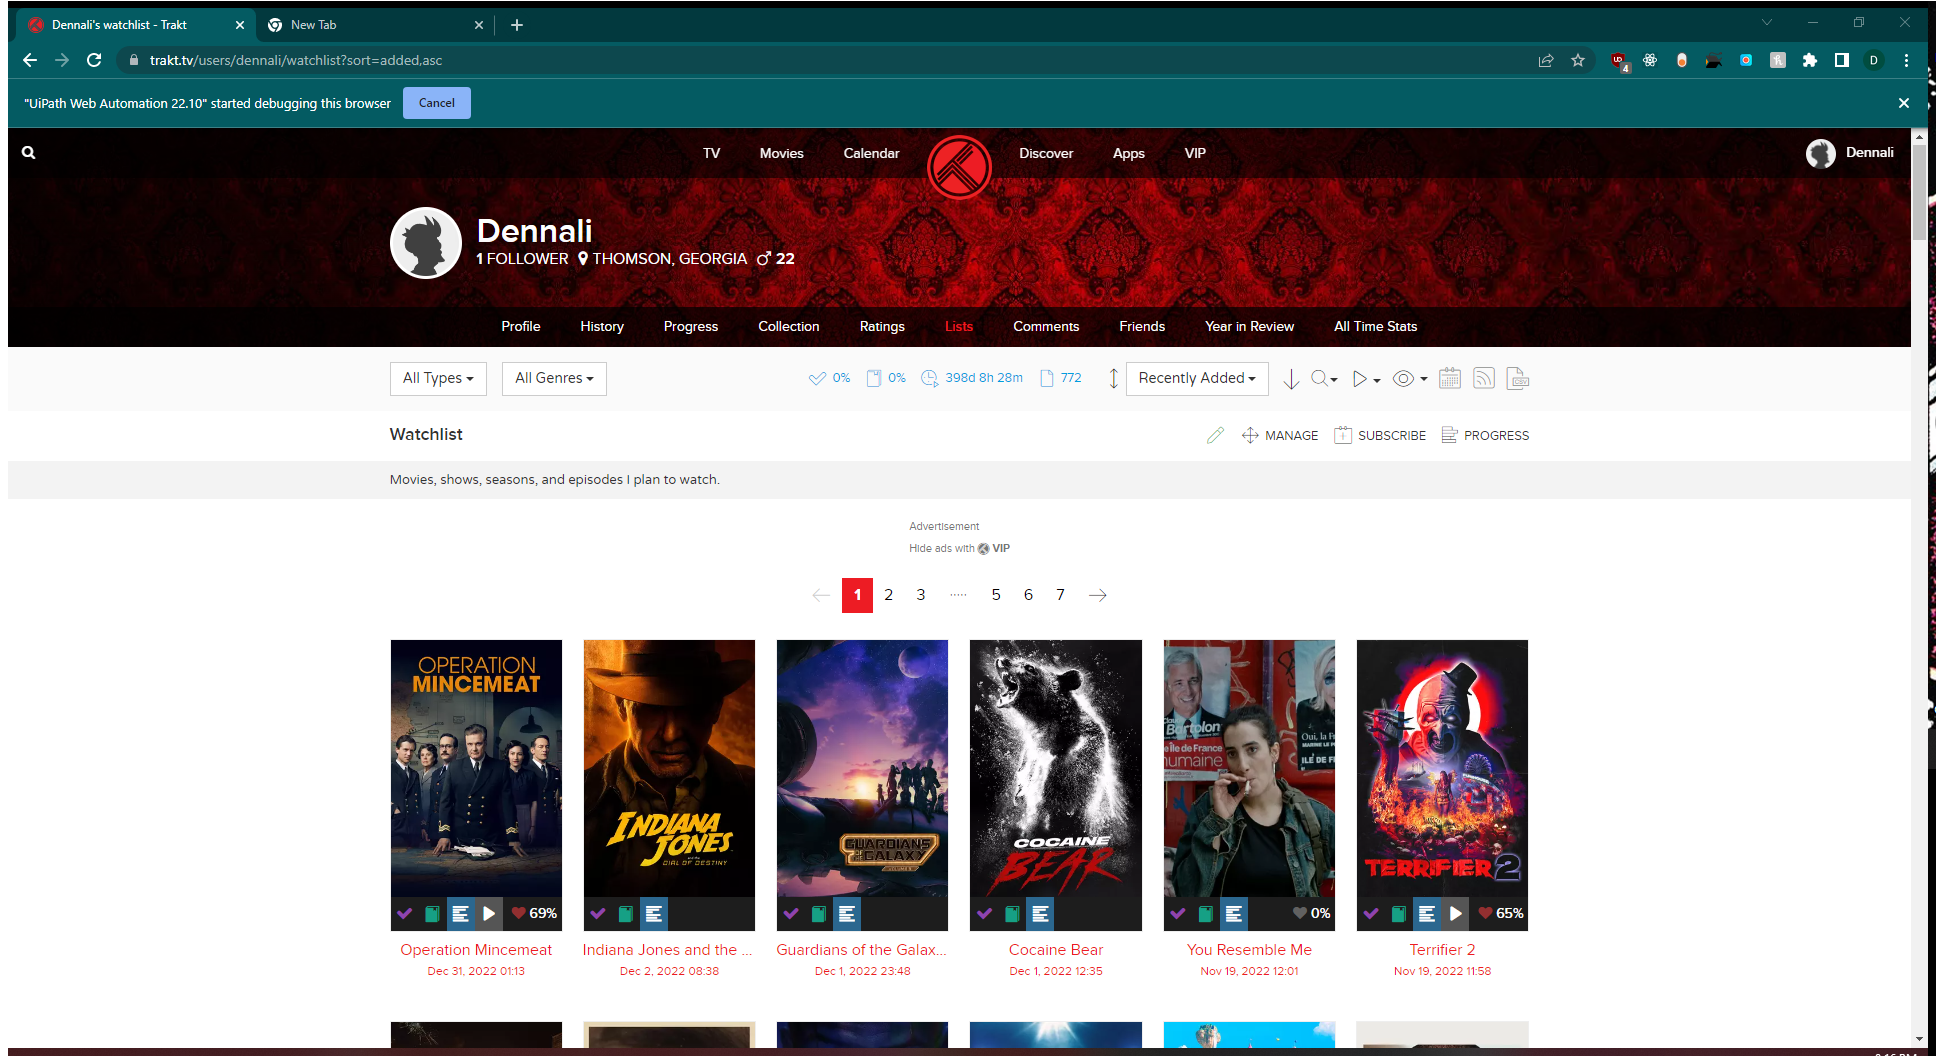 Dennali's watchlist - Trakt
New Tab
trakt.tv/users/dennali/watchlist?sort=added,asc
4
D
"UiPath Web Automation 22.10" started debugging this browser
Cancel
TV Movies Calendar Discover Apps VIP
Dennali
Dennali
1 FOLLOWER THOMSON, GEORGIA 22
Profile History Progress Collection Ratings Lists Comments Friends Year in Review All Time Stats
All Types All Genres 0% 0% 398d 8h 28m 772 Recently Added CSV
Watchlist MANAGE SUBSCRIBE PROGRESS
Movies, shows, seasons, and episodes I plan to watch.
Advertisement
Hide ads with VIP
1 2 3 ..... 5 6 7
OPERATION
MINCEMEAT
INDIANA
JONES
DIAL OF DESTINY
GUARDIANS
GALAXY
COCAINE
BEAR
Bartolon
Île de France
humaine
Oui, la
MARINE LE
ILE DE
TERRIFIER 2
69% 0% 65%
Operation Mincemeat
Dec 31, 2022 01:13
Indiana Jones and the ...
Dec 2, 2022 08:38
Guardians of the Galax...
Dec 1, 2022 23:48
Cocaine Bear
Dec 1, 2022 12:35
You Resemble Me
Nov 19, 2022 12:01
Terrifier 2
Nov 19, 2022 11:58